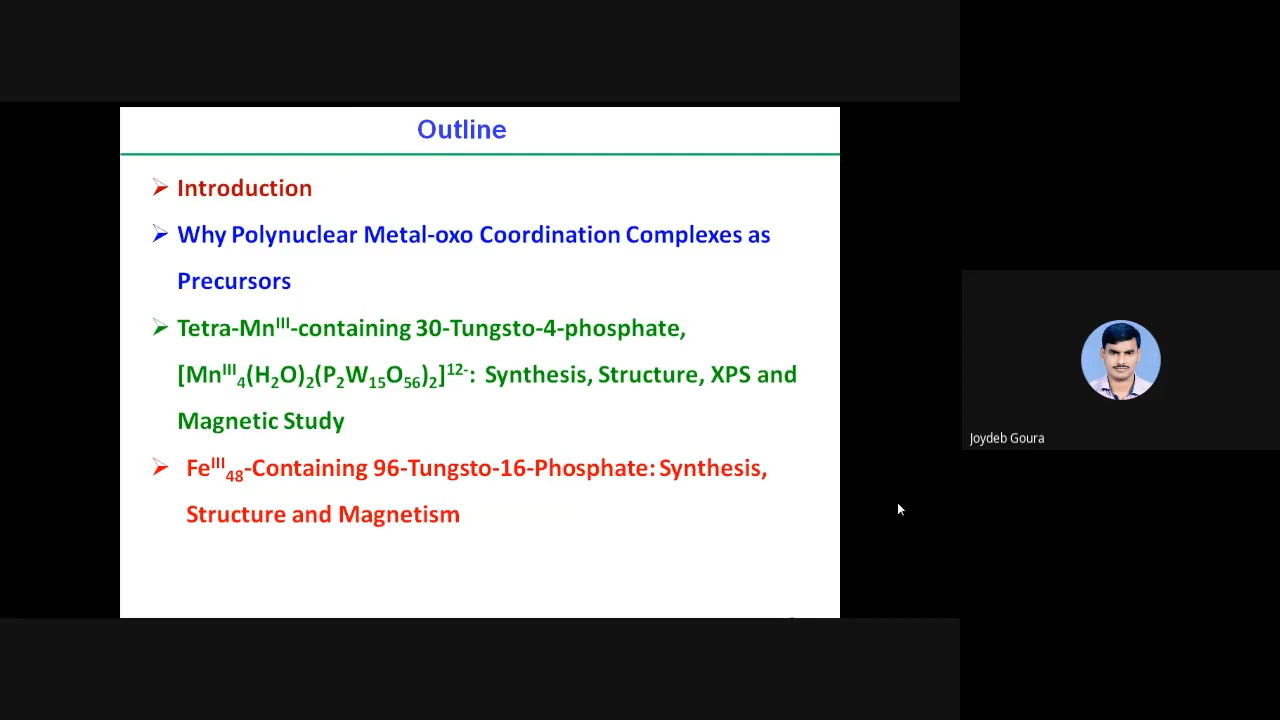 Outline
➢ Introduction
➢ Why Polynuclear Metal-oxo Coordination Complexes as
Precursors
➢ Tetra-Mnᴵᴵᴵ-containing 30-Tungsto-4-phosphate,
[Mnᴵᴵᴵ₄(H₂O)₂(P₂W₁₅O₅₆)₂]¹²⁻: Synthesis, Structure, XPS and
Magnetic Study
➢ Feᴵᴵᴵ₄₈-Containing 96-Tungsto-16-Phosphate: Synthesis,
Structure and Magnetism
Joydeb Goura